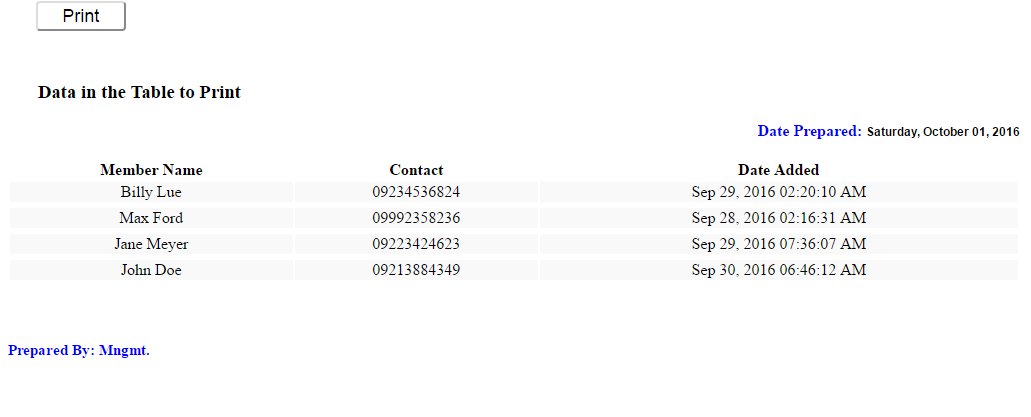 Print
Data in the Table to Print
Date Prepared: Saturday, October 01, 2016
Member Name Contact Date Added
Billy Lue 09234536824 Sep 29, 2016 02:20:10 AM
Max Ford 09992358236 Sep 28, 2016 02:16:31 AM
Jane Meyer 09223424623 Sep 29, 2016 07:36:07 AM
John Doe 09213884349 Sep 30, 2016 06:46:12 AM
Prepared By: Mngmt.